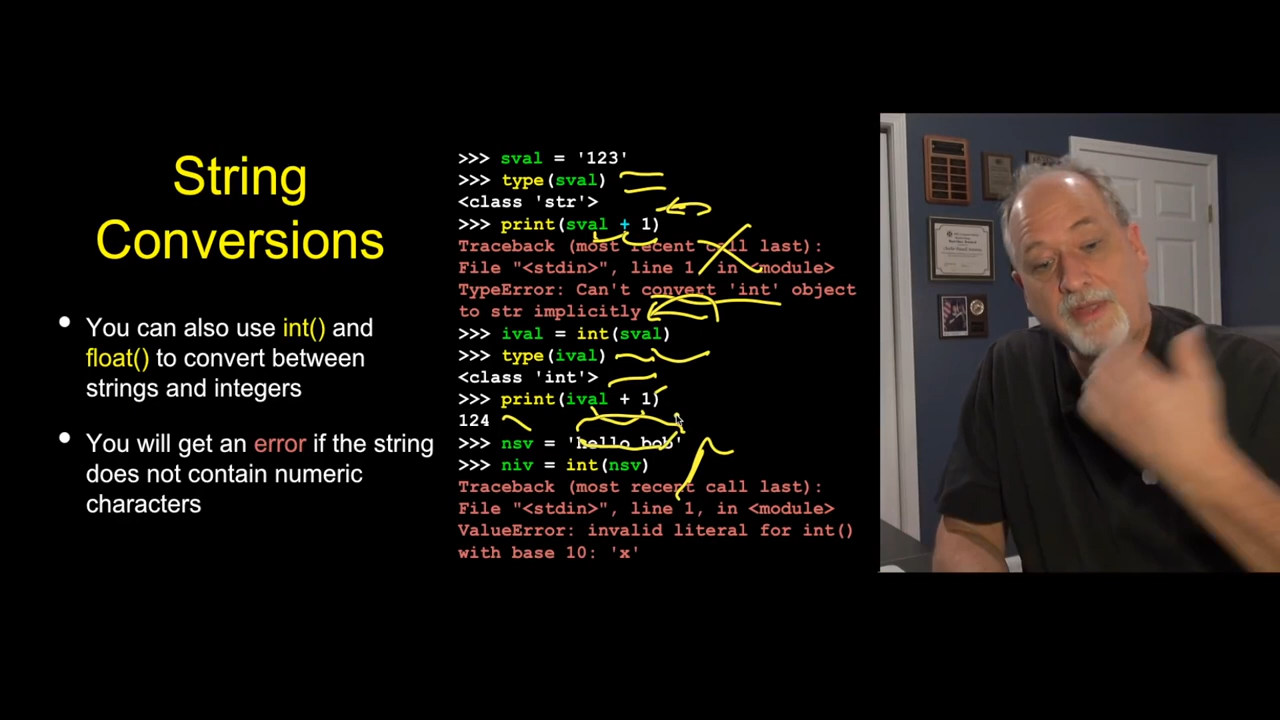 String
Conversions
• You can also use int() and
float() to convert between
strings and integers
• You will get an error if the string
does not contain numeric
characters
>>> sval = '123'
>>> type(sval)
<class 'str'>
>>> print(sval + 1)
Traceback (most recent call last):
File "<stdin>", line 1, in <module>
TypeError: Can't convert 'int' object
to str implicitly
>>> ival = int(sval)
>>> type(ival)
<class 'int'>
>>> print(ival + 1)
124
>>> nsv = 'hello bob'
>>> niv = int(nsv)
Traceback (most recent call last):
File "<stdin>", line 1, in <module>
ValueError: invalid literal for int()
with base 10: 'x'